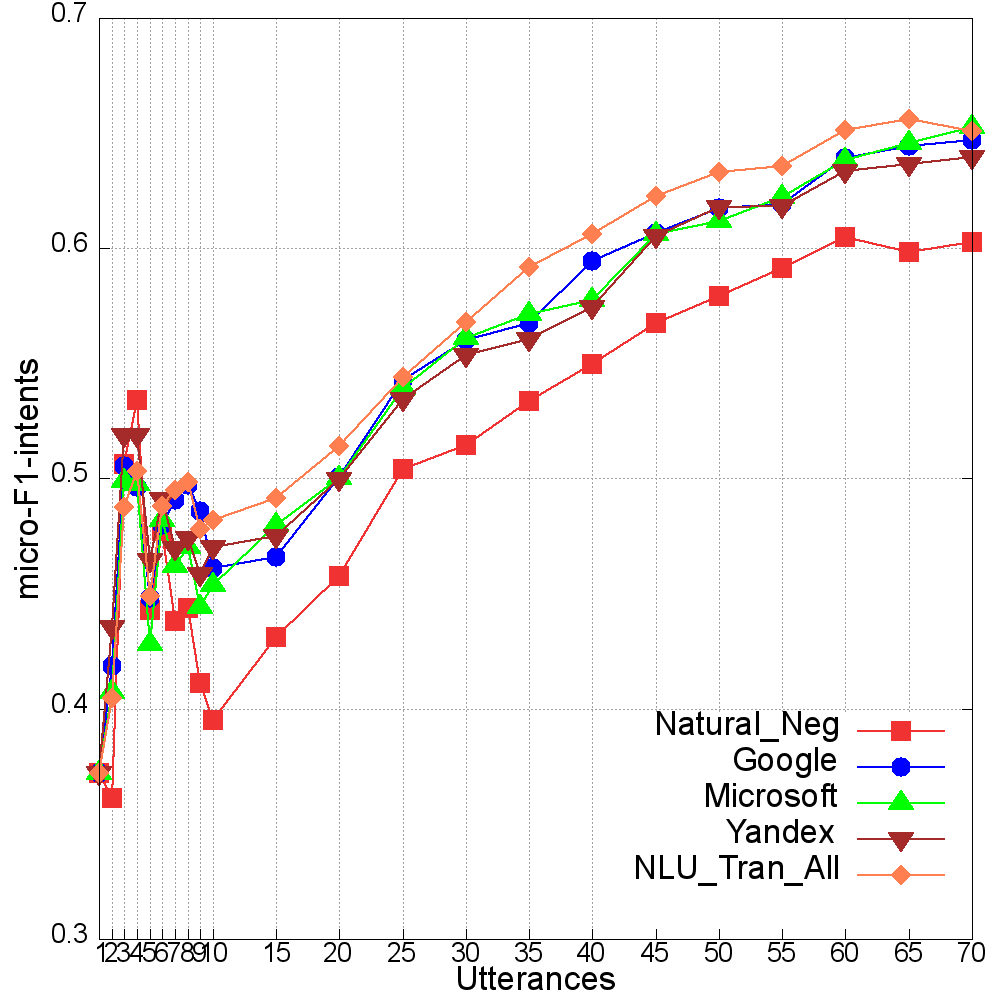 0.7
0.6
0.5
0.4
0.3
micro-F1-intents
Natural_Neg
Google
Microsoft
Yandex
NLU_Tran_All
1 2 3 4 5 6 7 8 9 10 15 20 25 30 35 40 45 50 55 60 65 70
Utterances